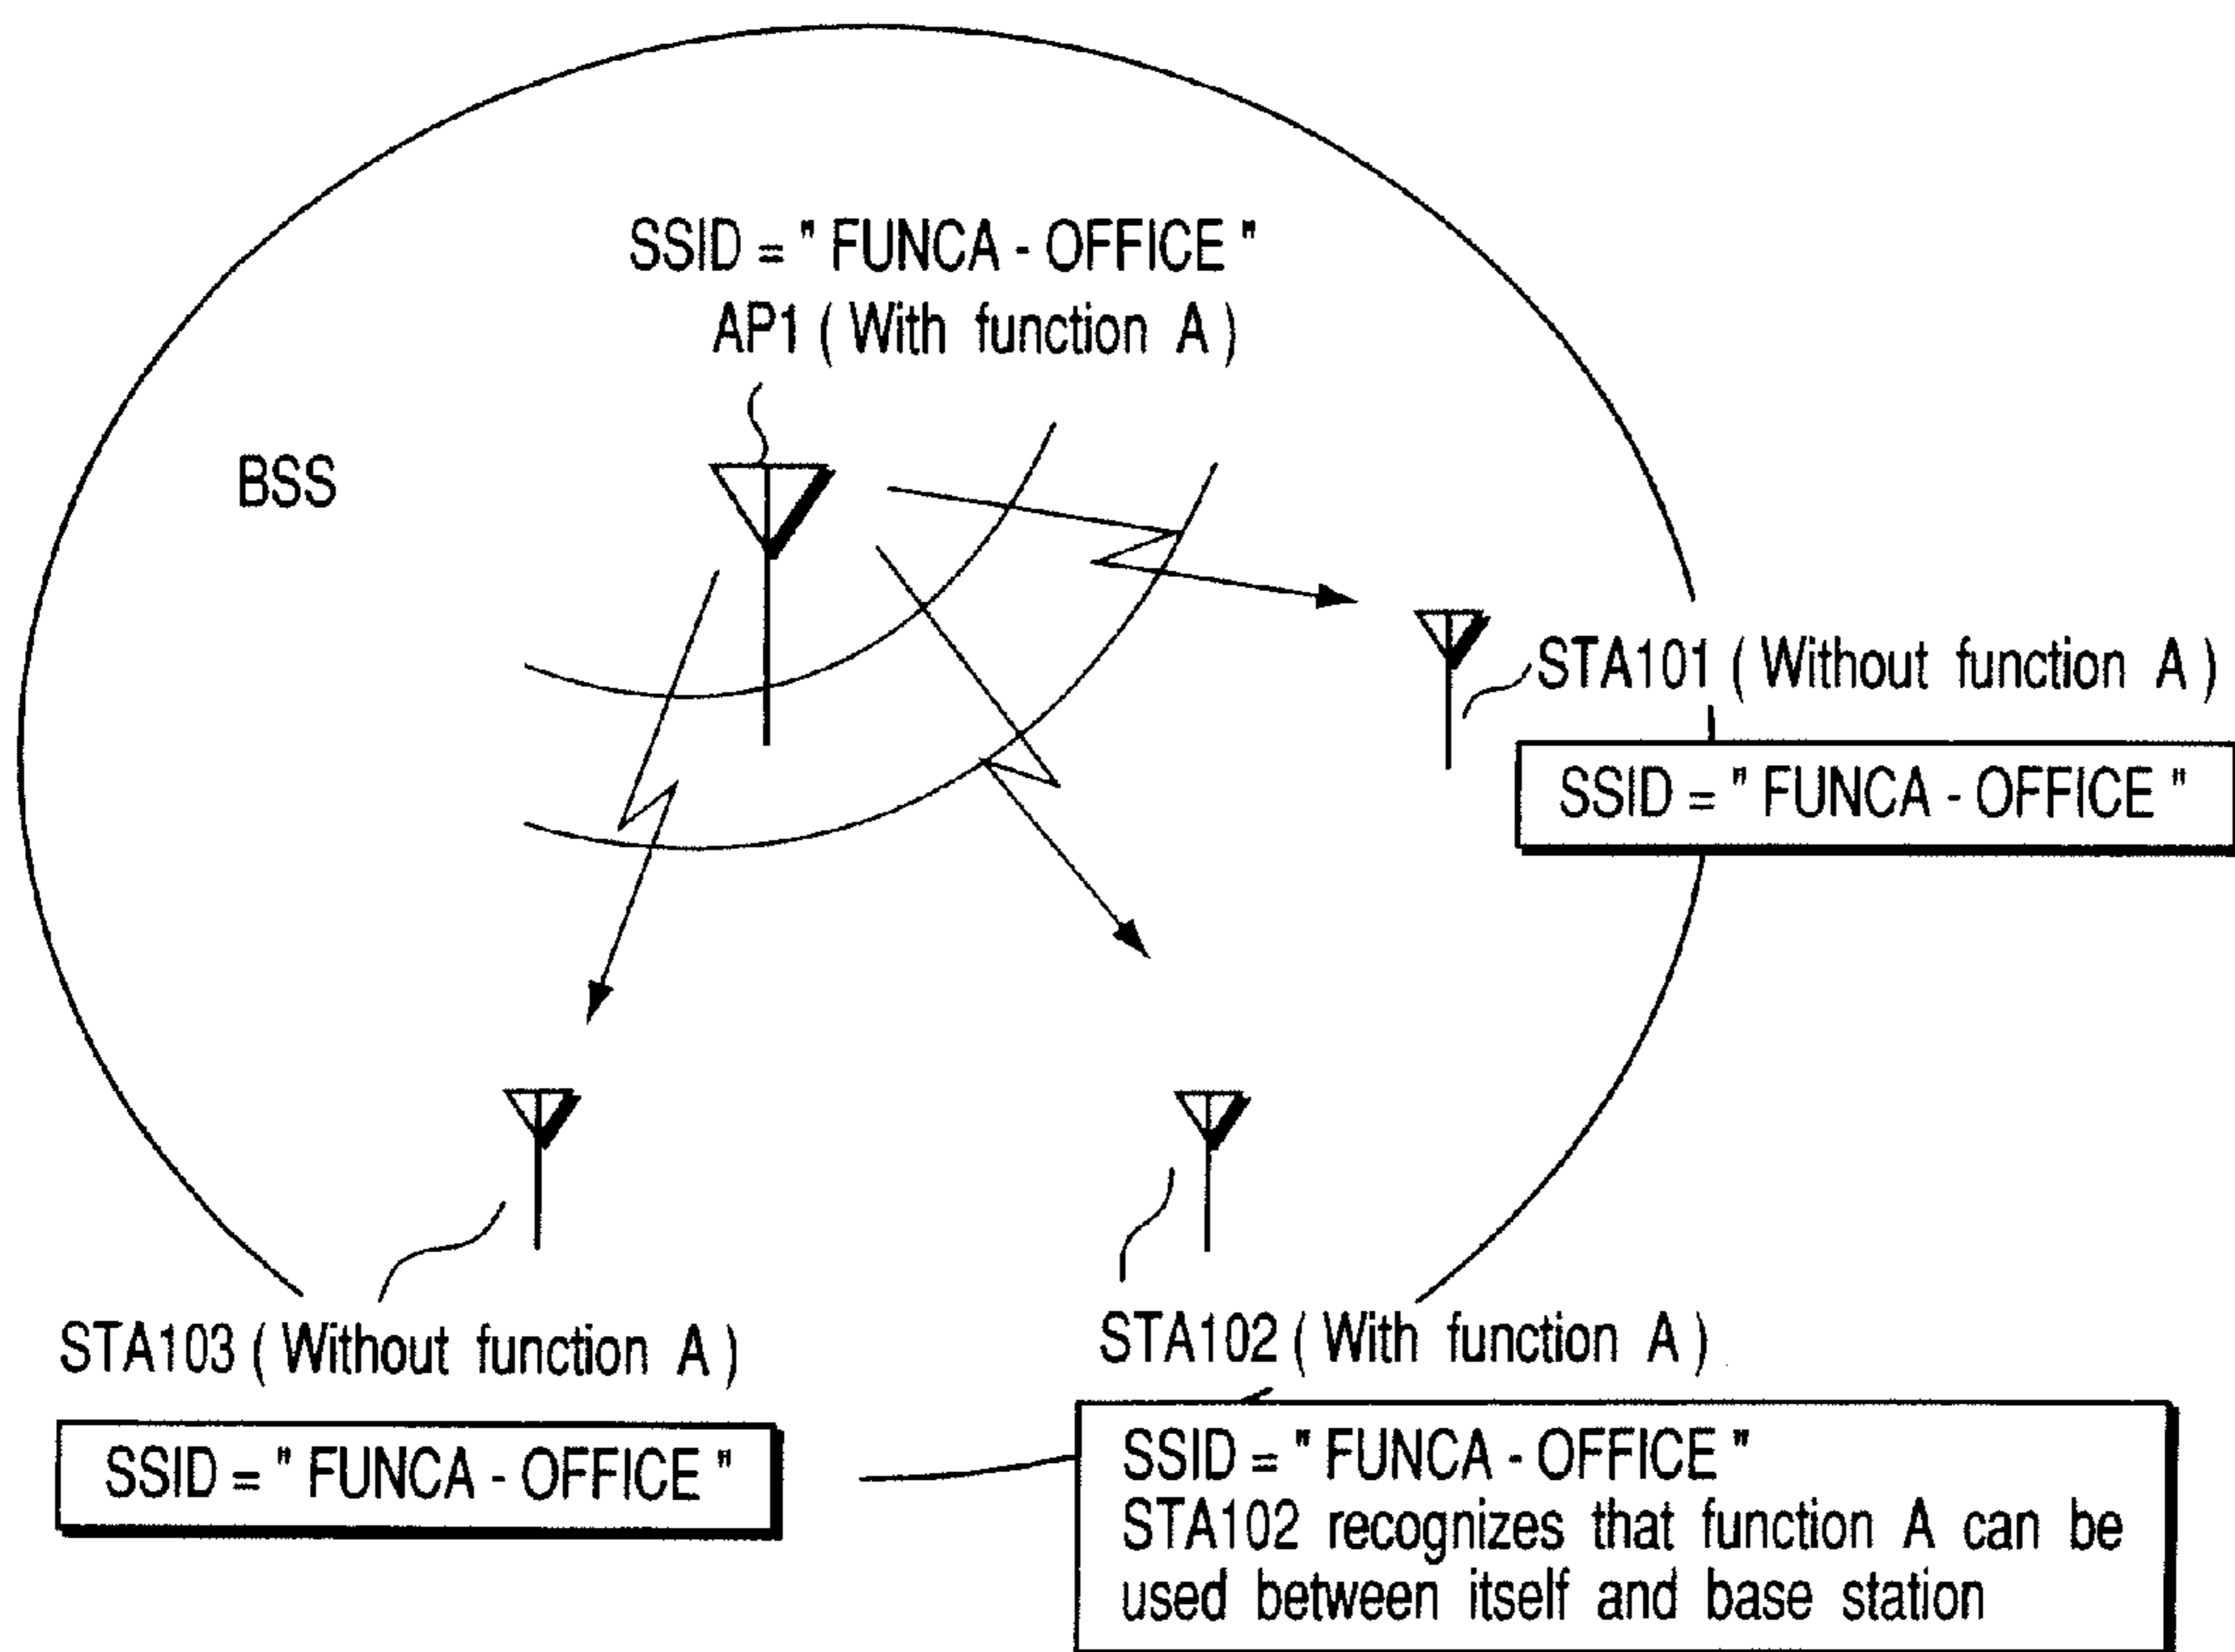 SSID = " FUNCA - OFFICE "
AP1 ( With function A )
BSS
STA101 ( Without function A )
SSID = " FUNCA - OFFICE "
STA103 ( Without function A )
SSID = " FUNCA - OFFICE "
STA102 ( With function A )
SSID = " FUNCA - OFFICE "
STA102 recognizes that function A can be
used between itself and base station